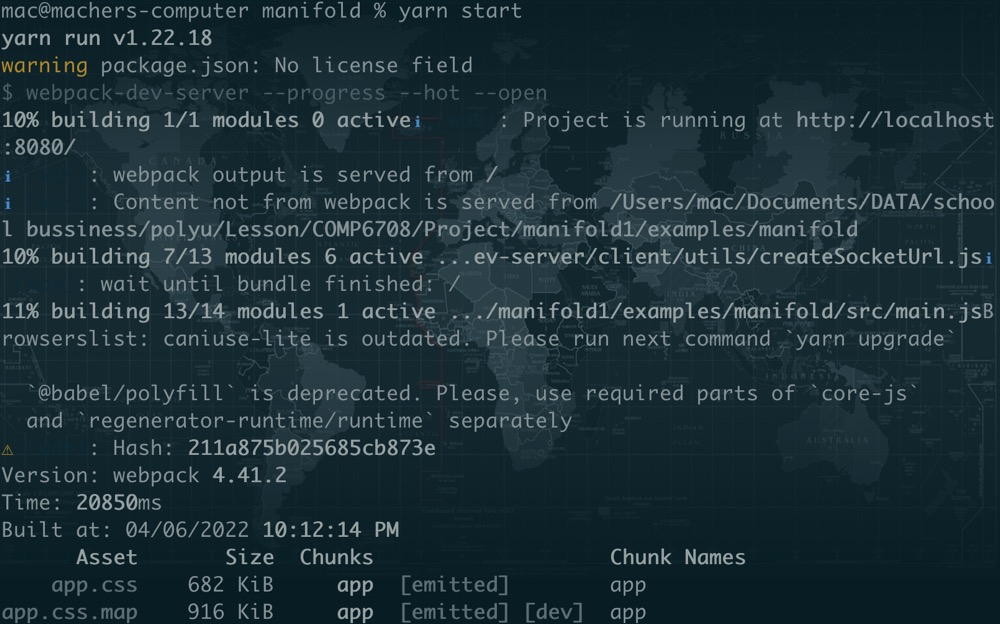 mac@machers-computer manifold % yarn start
yarn run v1.22.18
warning package.json: No license field
$ webpack-dev-server --progress --hot --open
10% building 1/1 modules 0 activeℹ : Project is running at http://localhost
:8080/
ℹ : webpack output is served from /
ℹ : Content not from webpack is served from /Users/mac/Documents/DATA/schoo
l bussiness/polyu/Lesson/COMP6708/Project/manifold1/examples/manifold
10% building 7/13 modules 6 active ...ev-server/client/utils/createSocketUrl.jsℹ
: wait until bundle finished: /
11% building 13/14 modules 1 active .../manifold1/examples/manifold/src/main.jsB
rowserslist: caniuse-lite is outdated. Please run next command `yarn upgrade`
`@babel/polyfill` is deprecated. Please, use required parts of `core-js`
and `regenerator-runtime/runtime` separately
⚠ : Hash: 211a875b025685cb873e
Version: webpack 4.41.2
Time: 20850ms
Built at: 04/06/2022 10:12:14 PM
Asset Size Chunks Chunk Names
app.css 682 KiB app [emitted] app
app.css.map 916 KiB app [emitted] [dev] app
CANADA
RUSSIA
CHINA
AUSTRALIA